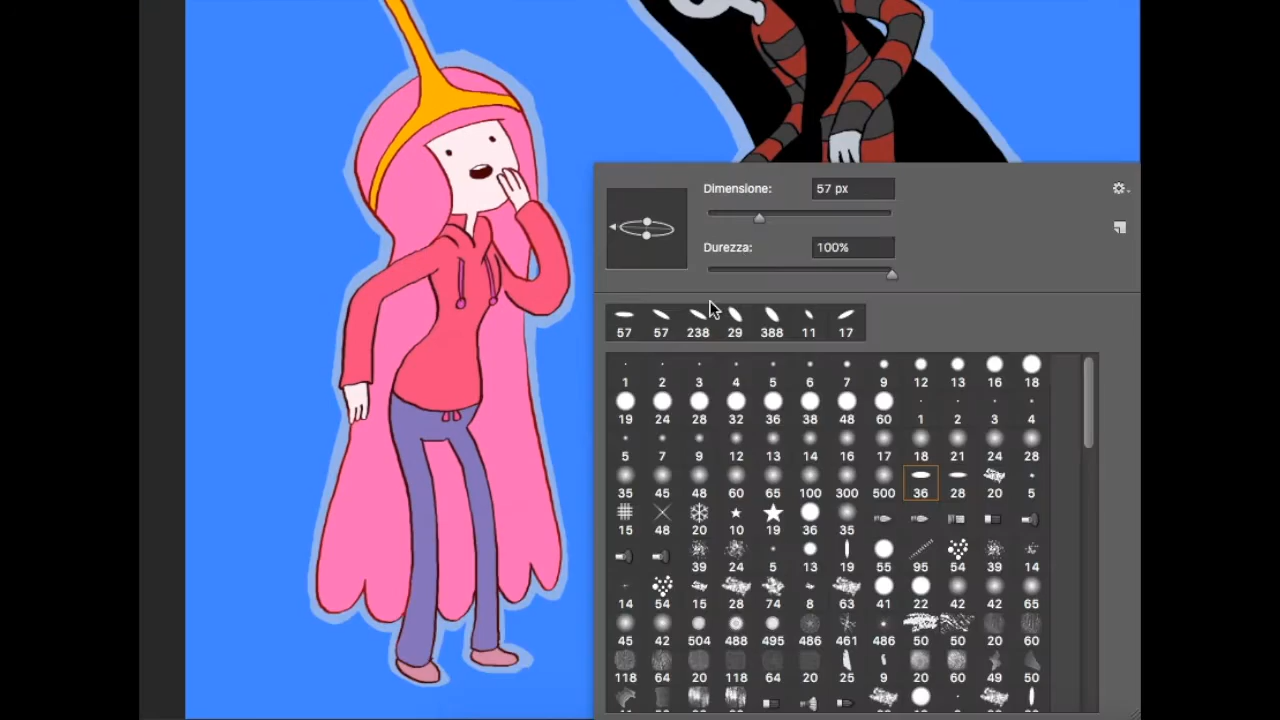 Dimensione: 57 px
Durezza: 100%
57 57 238 29 388 11 17
1 2 3 4 5 6 7 9 12 13 16 18
19 24 28 32 36 38 48 60 1 2 3 4
5 7 9 12 13 14 16 17 18 21 24 28
35 45 48 60 65 100 300 500 36 28 20 5
15 48 20 10 19 36 35
39 24 5 13 19 55 95 54 39 14
14 54 15 28 74 8 63 41 22 42 42 65
45 42 504 488 495 486 461 486 50 50 20 60
118 64 20 118 64 20 25 9 20 60 49 50